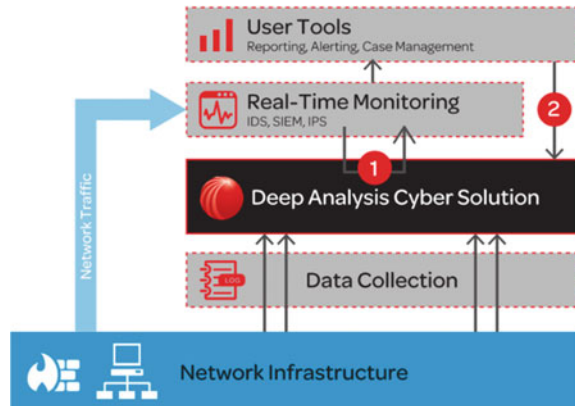 User Tools
Reporting, Alerting, Case Management
Real-Time Monitoring
IDS, SIEM, IPS
2
1
Deep Analysis Cyber Solution
Network Traffic
LOG
Data Collection
Network Infrastructure